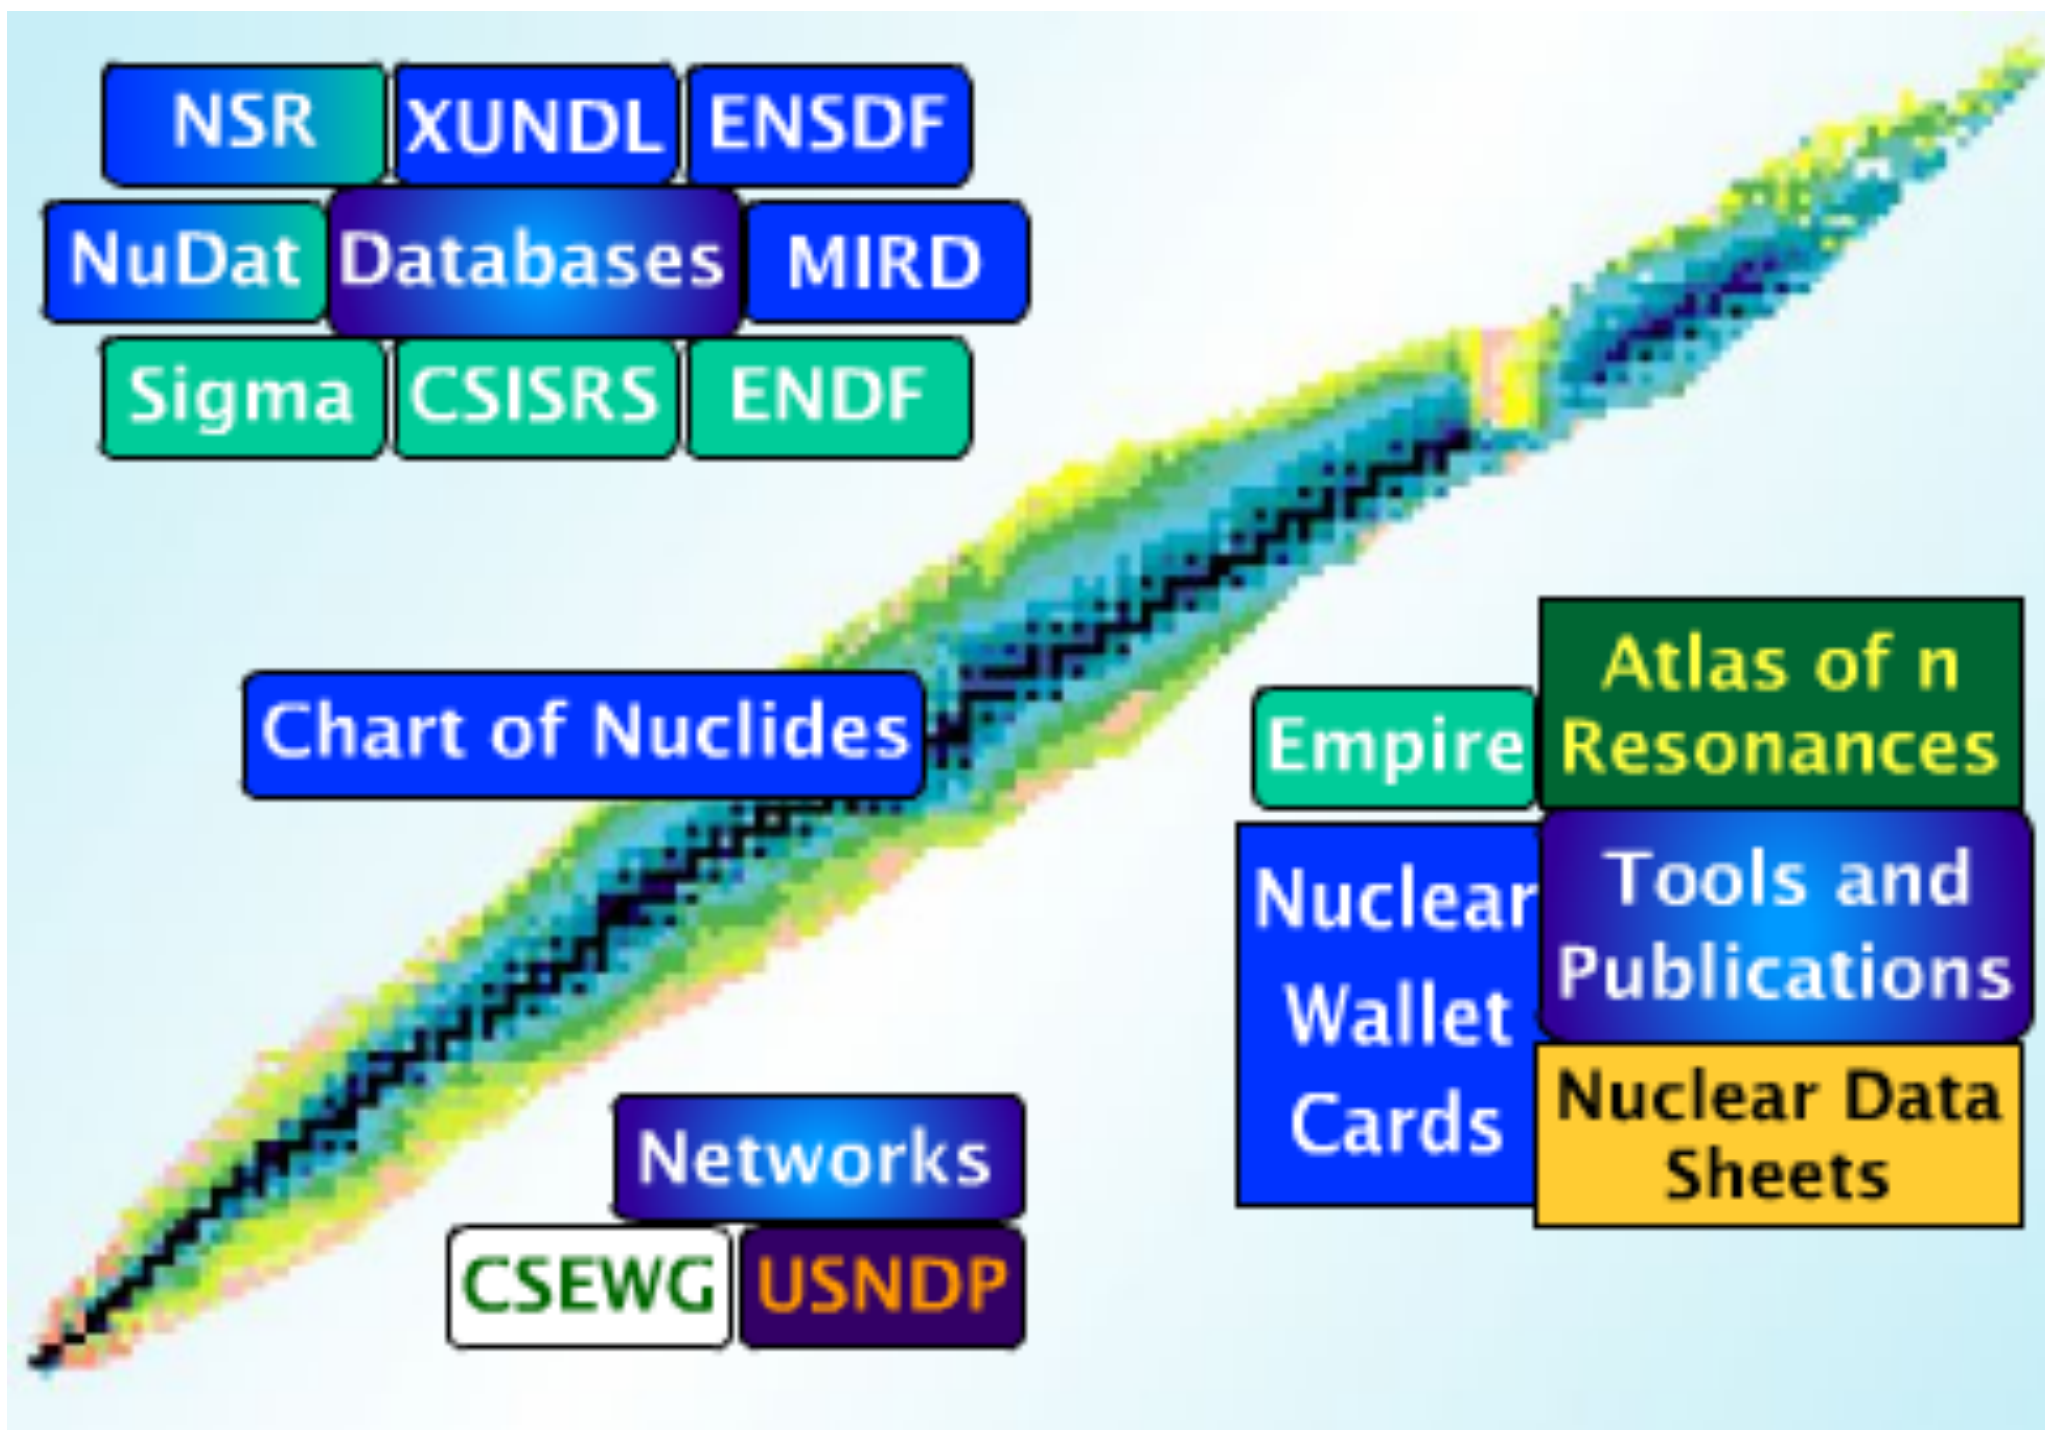 NSR
XUNDL
ENSDF
NuDat
Databases
MIRD
Sigma
CSISRS
ENDF
Chart of Nuclides
Empire
Atlas of n
Resonances
Nuclear
Wallet
Cards
Tools and
Publications
Nuclear Data
Sheets
Networks
CSEWG
USNDP